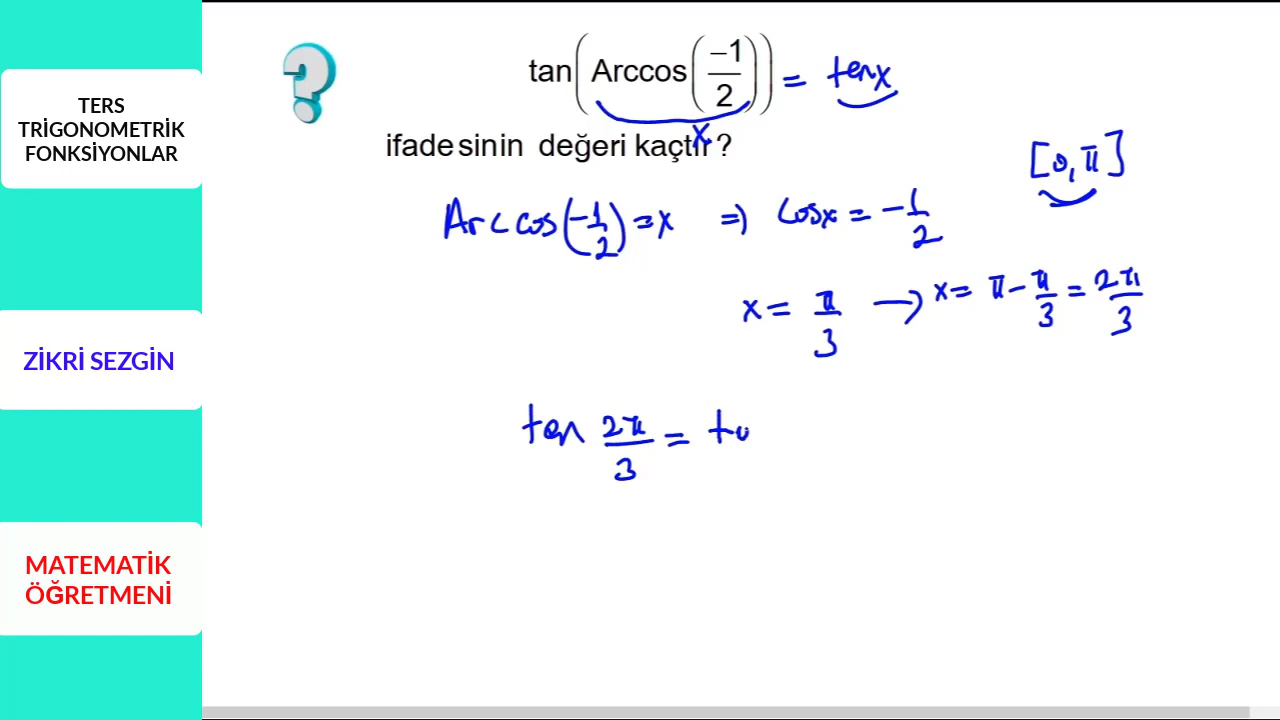 TERS
TRİGONOMETRİK
FONKSİYONLAR
ZİKRİ SEZGİN
MATEMATİK
ÖĞRETMENİ
tan(Arccos(-1/2)) = tanx
x
ifadesinin değeri kaçtır ?
[0, π]
Arccos(-1/2) = x => cosx = -1/2
x = π/3 → x = π - π/3 = 2π/3
tan 2π/3 = ta